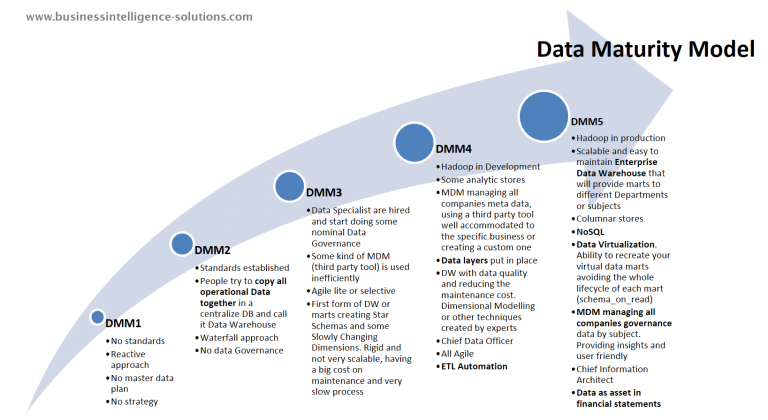 www.businessintelligence-solutions.com
Data Maturity Model
DMM1
•No standards
•Reactive
approach
•No master data
plan
•No strategy
DMM2
•Standards established
•People try to copy all
operational Data
together in a
centralize DB and call
it Data Warehouse
•Waterfall approach
•No data Governance
DMM3
•Data Specialist are hired
and start doing some
nominal Data
Governance
•Some kind of MDM
(third party tool) is used
inefficiently
•Agile lite or selective
•First form of DW or
marts creating Star
Schemas and some
Slowly Changing
Dimensions. Rigid and
not very scalable, having
a big cost on
maintenance and very
slow process
DMM4
•Hadoop in Development
•Some analytic stores
•MDM managing all
companies meta data,
using a third party tool
well accommodated to
the specific business or
creating a custom one
•Data layers put in place
•DW with data quality
and reducing the
maintenance cost.
Dimensional Modelling
or other techniques
created by experts
•Chief Data Officer
•All Agile
•ETL Automation
DMM5
•Hadoop in production
•Scalable and easy to
maintain Enterprise
Data Warehouse that
will provide marts to
different Departments
or subjects
•Columnar stores
•NoSQL
•Data Virtualization.
Ability to recreate your
virtual data marts
avoiding the whole
lifecycle of each mart
(schema_on_read)
•MDM managing all
companies governance
data by subject.
Providing insights and
user friendly
•Chief Information
Architect
•Data as asset in
financial statements